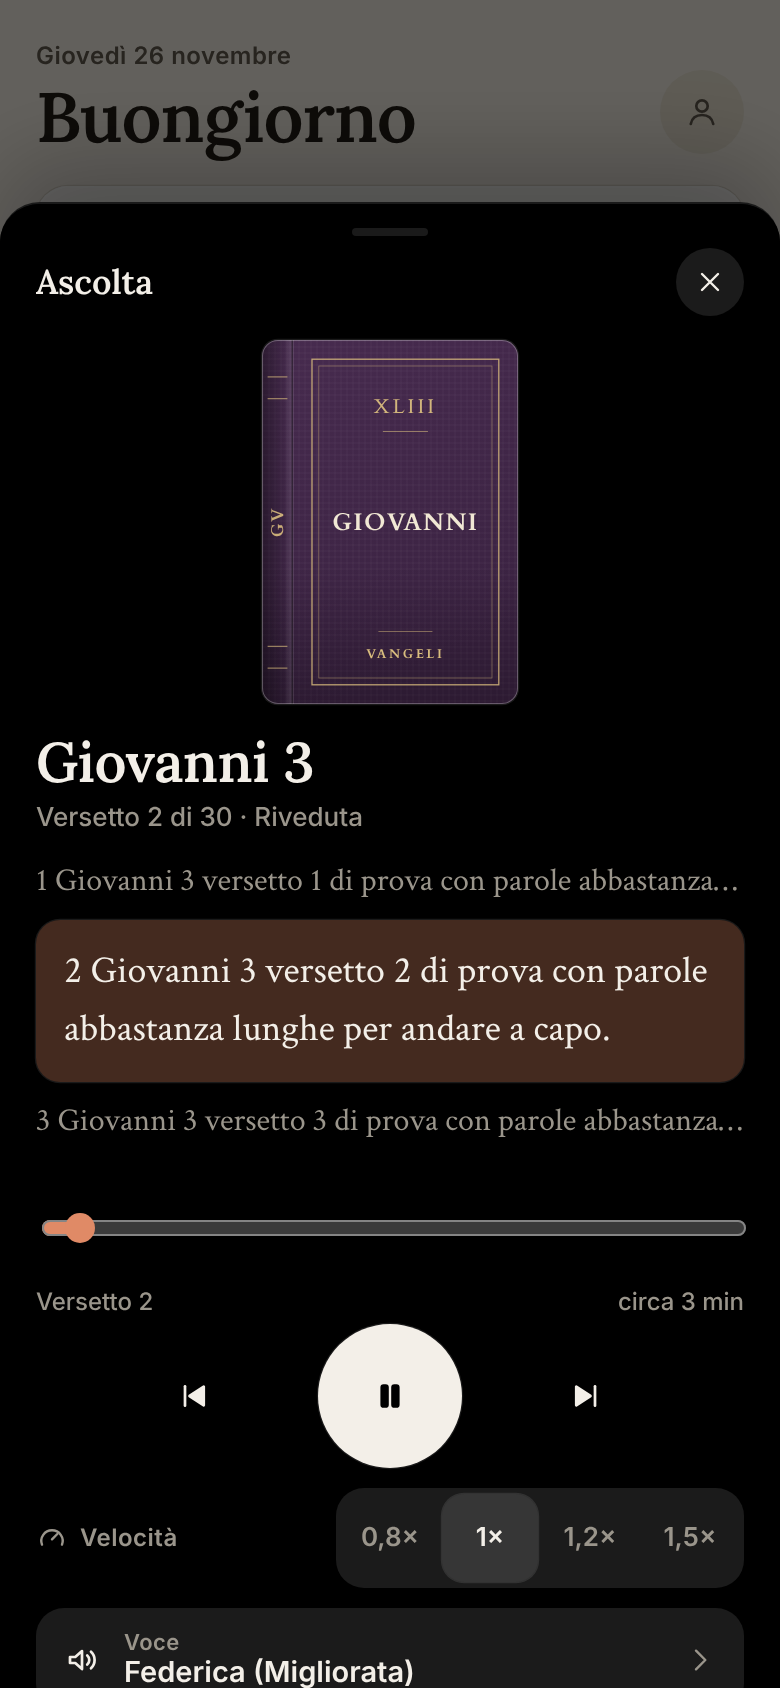 Giovedì 26 novembre
Buongiorno
Ascolta
XLIII
GV
GIOVANNI
VANGELI
Giovanni 3
Versetto 2 di 30 · Riveduta
1 Giovanni 3 versetto 1 di prova con parole abbastanza…
2 Giovanni 3 versetto 2 di prova con parole
abbastanza lunghe per andare a capo.
3 Giovanni 3 versetto 3 di prova con parole abbastanza…
Versetto 2
circa 3 min
Velocità
0,8×
1×
1,2×
1,5×
Voce
Federica (Migliorata)